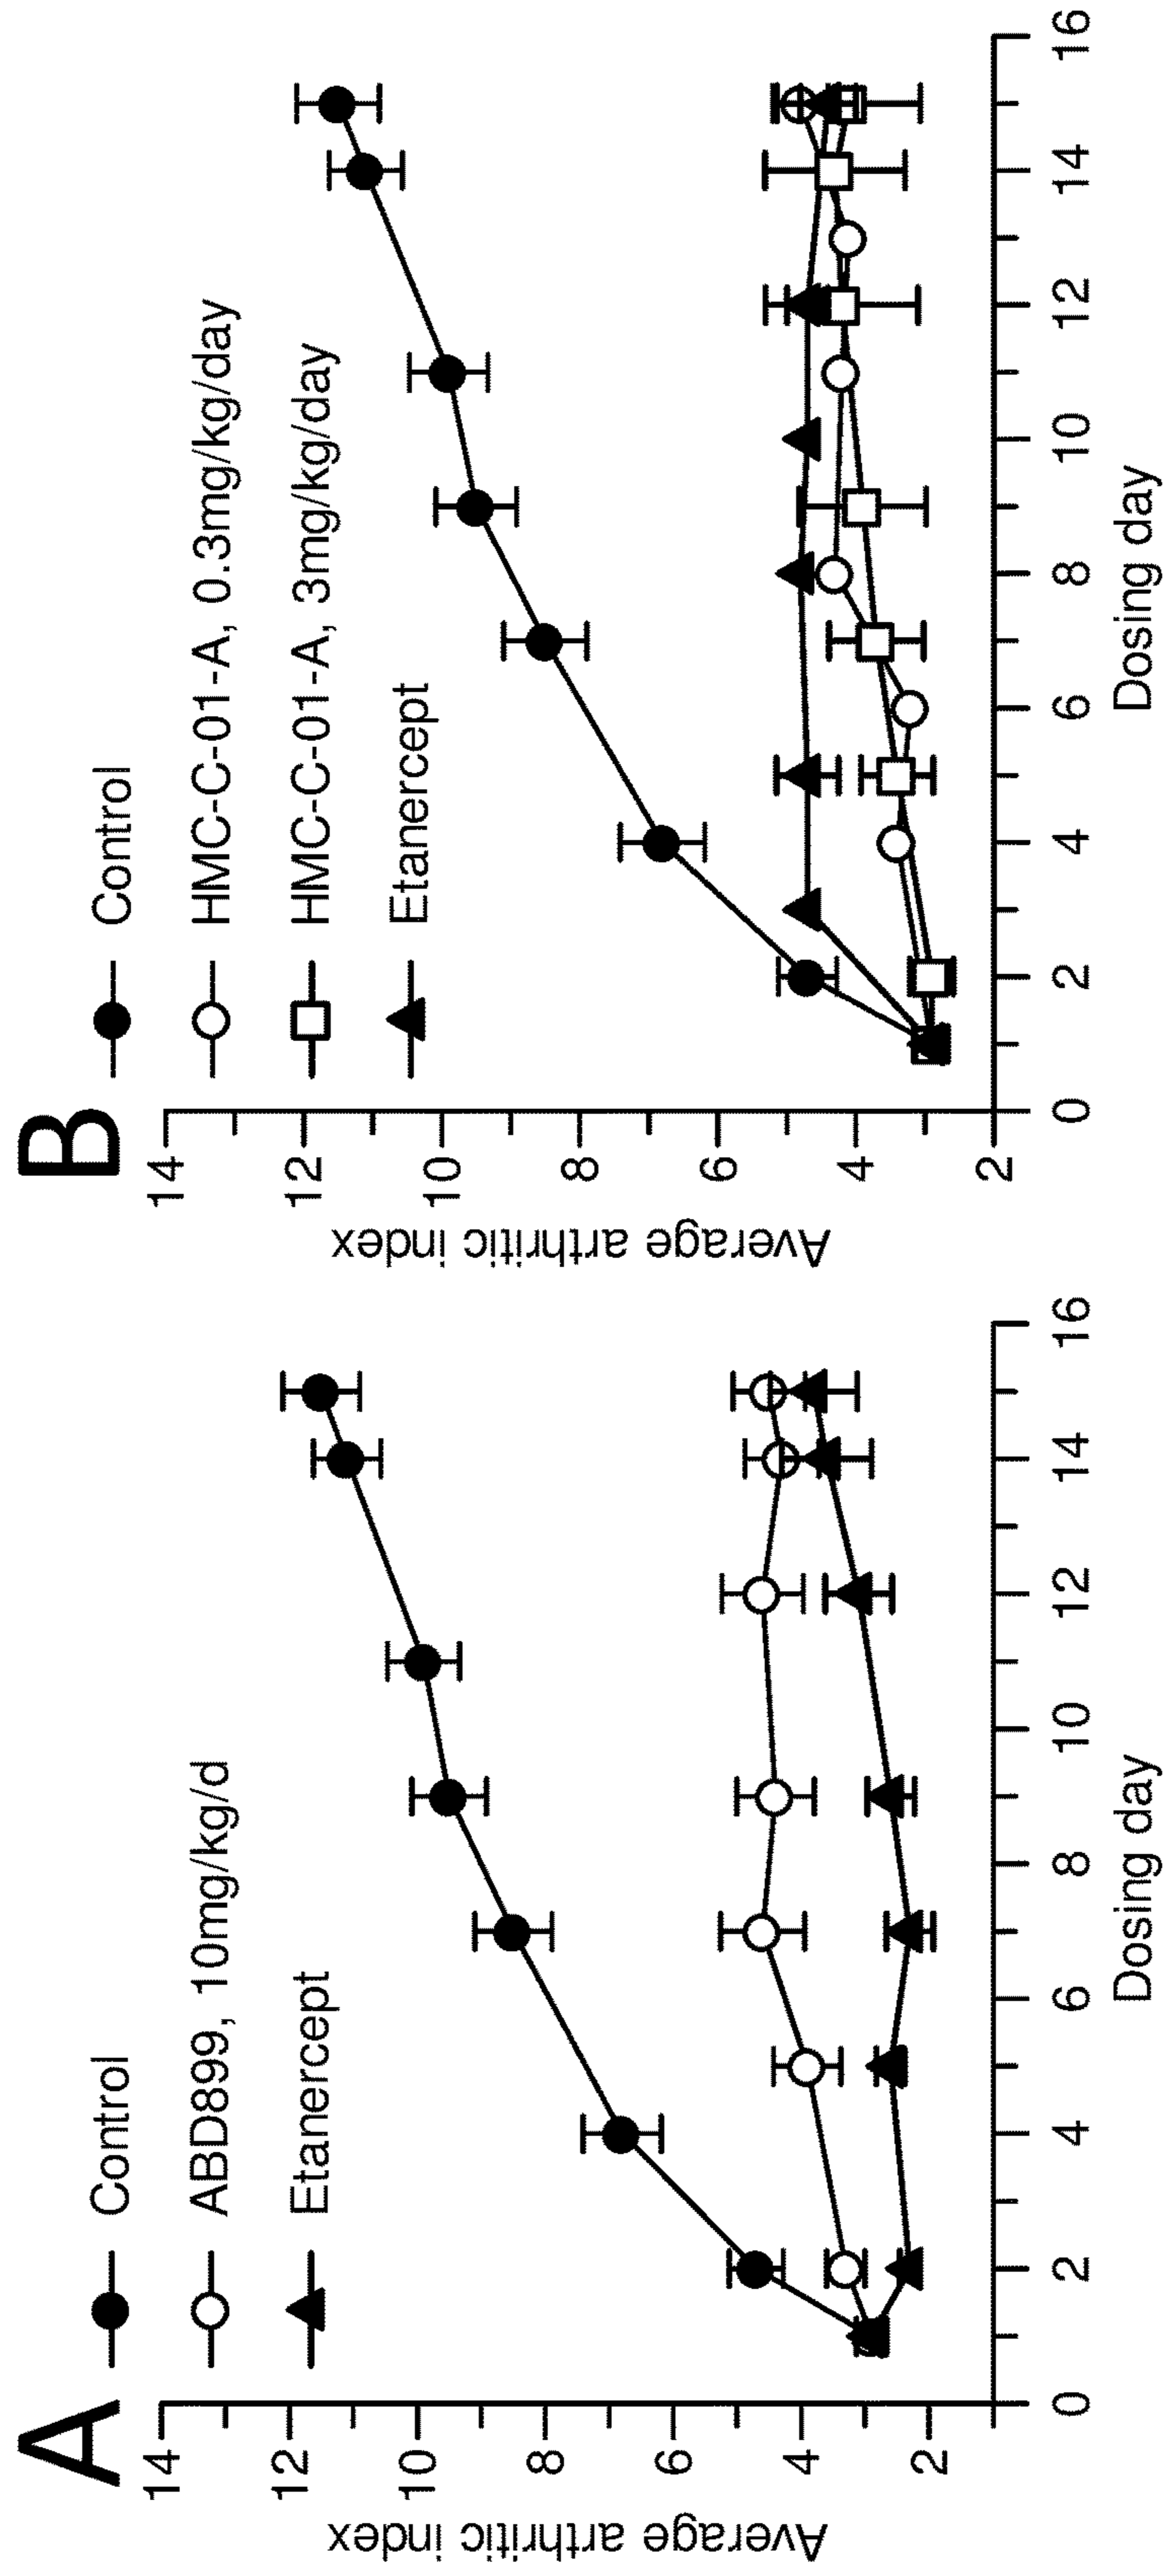 A
Control
ABD899, 10mg/kg/d
Etanercept
Average arthritic index
14
12
10
8
6
4
2
0
2
4
6
8
10
12
14
16
Dosing day
B
Control
HMC-C-01-A, 0.3mg/kg/day
HMC-C-01-A, 3mg/kg/day
Etanercept
Average arthritic index
14
12
10
8
6
4
2
0
2
4
6
8
10
12
14
16
Dosing day